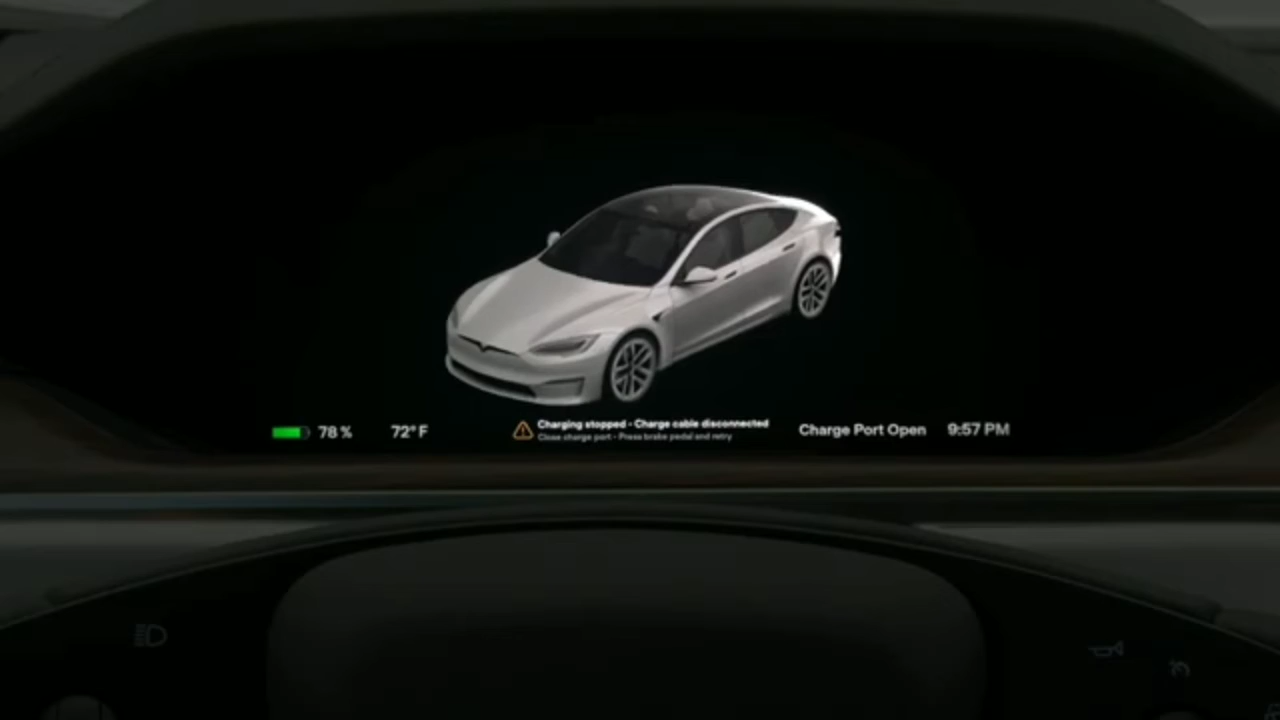 78 %
72° F
Charging stopped - Charge cable disconnected
Close charge port - Press brake pedal and retry
Charge Port Open
9:57 PM